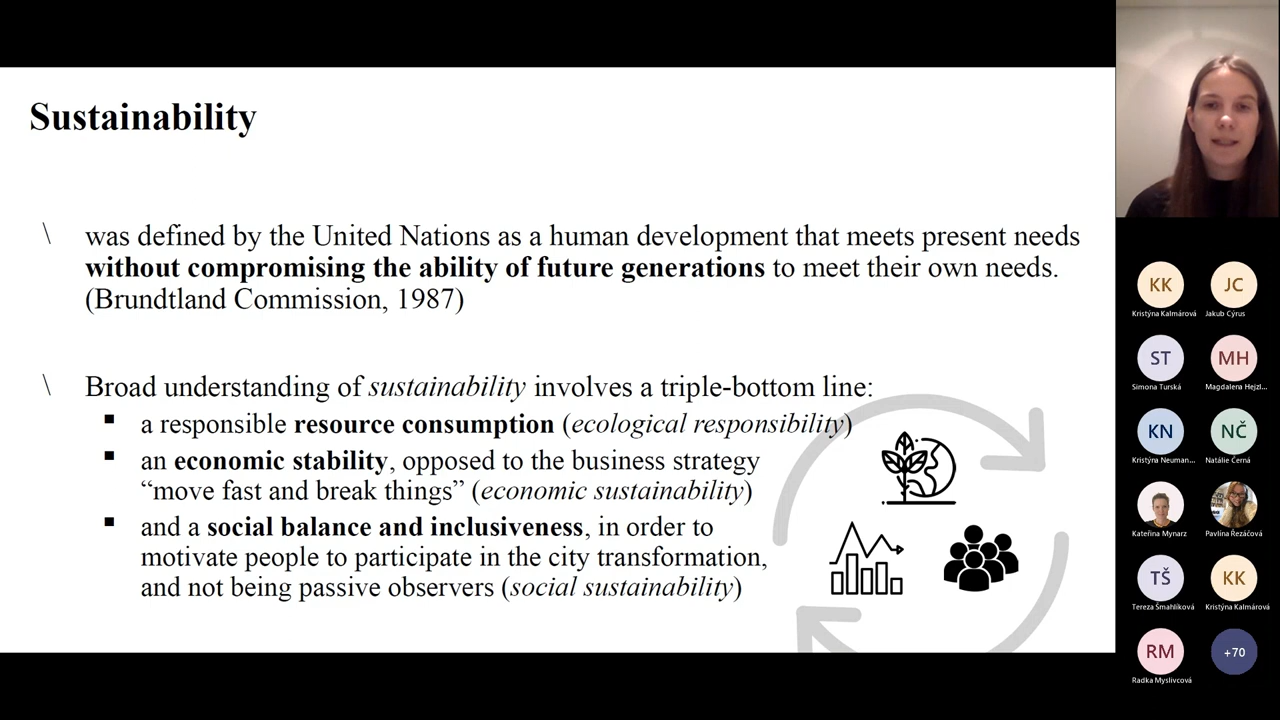 Sustainability
\ was defined by the United Nations as a human development that meets present needs
without compromising the ability of future generations to meet their own needs.
(Brundtland Commission, 1987)
\ Broad understanding of sustainability involves a triple-bottom line:
▪ a responsible resource consumption (ecological responsibility)
▪ an economic stability, opposed to the business strategy
“move fast and break things” (economic sustainability)
▪ and a social balance and inclusiveness, in order to
motivate people to participate in the city transformation,
and not being passive observers (social sustainability)
KK
JC
Kristýna Kalmárová
Jakub Cýrus
ST
MH
Simona Turská
Magdalena Hejzl...
KN
NČ
Kristýna Neuman...
Natálie Černá
Kateřina Mynarz
Pavlína Řezáčová
TŠ
KK
Tereza Šmahlíková
Kristýna Kalmárová
RM
+70
Radka Myslivcová